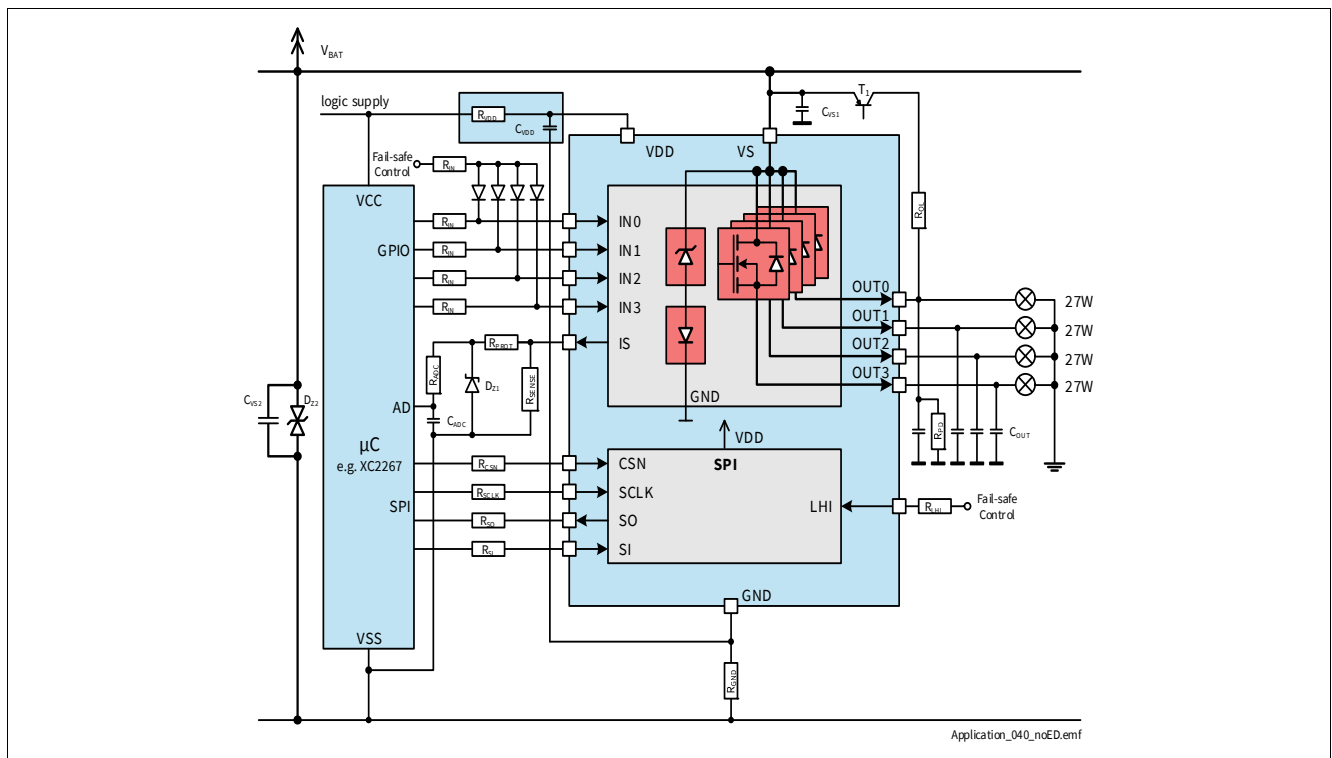 VBAT
logic supply
RVDD
CVDD
T1
CVS1
VDD
VS
Fail-safe
Control
RIN
VCC
ROL
RIN
IN0
GPIO
RIN
IN1
RIN
IN2
RIN
IN3
OUT0
27W
OUT1
27W
OUT2
27W
OUT3
27W
RPROT
IS
RADC
DZ1
RSENSE
GND
CVS2
DZ2
AD
CADC
RPD
COUT
µC
e.g. XC2267
VDD
SPI
RCSN
CSN
RSCLK
SCLK
SPI
RSO
SO
RSI
SI
LHI
RLHI
Fail-safe
Control
GND
VSS
RGND
Application_040_noED.emf